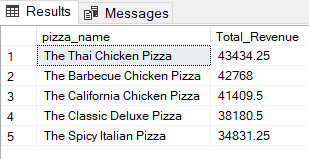 Results Messages
pizza_name Total_Revenue
1 The Thai Chicken Pizza 43434.25
2 The Barbecue Chicken Pizza 42768
3 The California Chicken Pizza 41409.5
4 The Classic Deluxe Pizza 38180.5
5 The Spicy Italian Pizza 34831.25